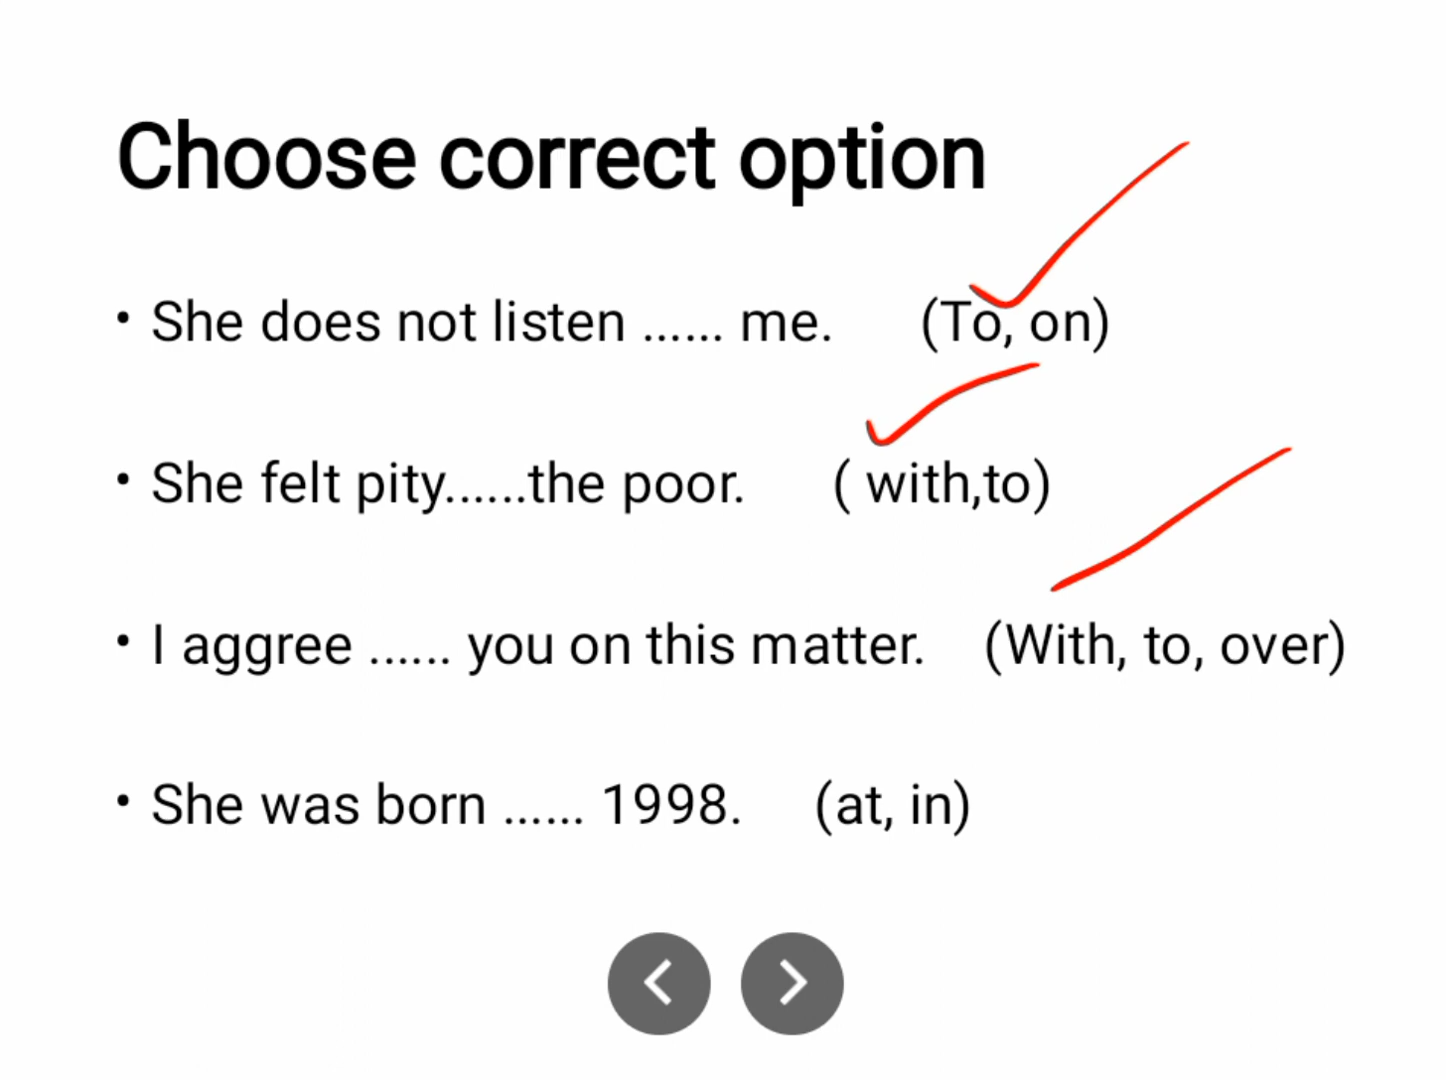 Choose correct option
• She does not listen ...... me. (To, on)
• She felt pity......the poor. ( with,to)
• I aggree ...... you on this matter. (With, to, over)
• She was born ...... 1998. (at, in)